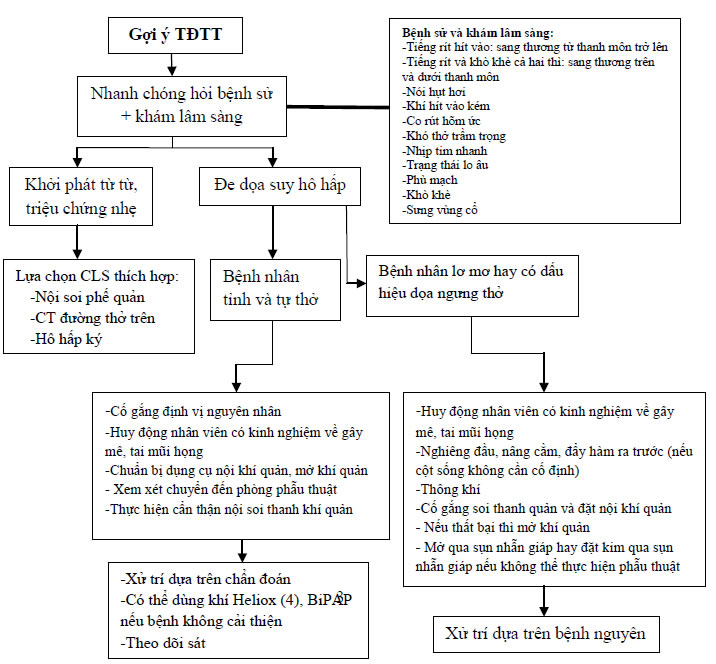 Gợi ý TĐTT
Nhanh chóng hỏi bệnh sử
+ khám lâm sàng
Bệnh sử và khám lâm sàng:
-Tiếng rít hít vào: sang thương từ thanh môn trở lên
-Tiếng rít và khò khè cả hai thì: sang thương trên
và dưới thanh môn
-Nói hụt hơi
-Khí hít vào kém
-Co rút hõm ức
-Khó thở trầm trọng
-Nhịp tim nhanh
-Trạng thái lo âu
-Phù mạch
-Khò khè
-Sưng vùng cổ
Khởi phát từ từ,
triệu chứng nhẹ
Đe dọa suy hô hấp
Lựa chọn CLS thích hợp:
-Nội soi phế quản
-CT đường thở trên
-Hô hấp ký
Bệnh nhân
tỉnh và tự thở
Bệnh nhân lơ mơ hay có dấu
hiệu dọa ngưng thở
-Cố gắng định vị nguyên nhân
-Huy động nhân viên có kinh nghiệm về gây
mê, tai mũi họng
-Chuẩn bị dụng cụ nội khí quản, mở khí quản
- Xem xét chuyển đến phòng phẫu thuật
-Thực hiện cẩn thận nội soi thanh khí quản
-Huy động nhân viên có kinh nghiệm về gây
mê, tai mũi họng
-Nghiêng đầu, nâng cằm, đẩy hàm ra trước (nếu
cột sống không cần cố định)
-Thông khí
-Cố gắng soi thanh quản và đặt nội khí quản
- Nếu thất bại thì mở khí quản
- Mở qua sụn nhẫn giáp hay đặt kim qua sụn
nhẫn giáp nếu không thể thực hiện phẫu thuật
-Xử trí dựa trên chẩn đoán
-Có thể dùng khí Heliox (4), BiPAP
nếu bệnh không cải thiện
-Theo dõi sát
Xử trí dựa trên bệnh nguyên